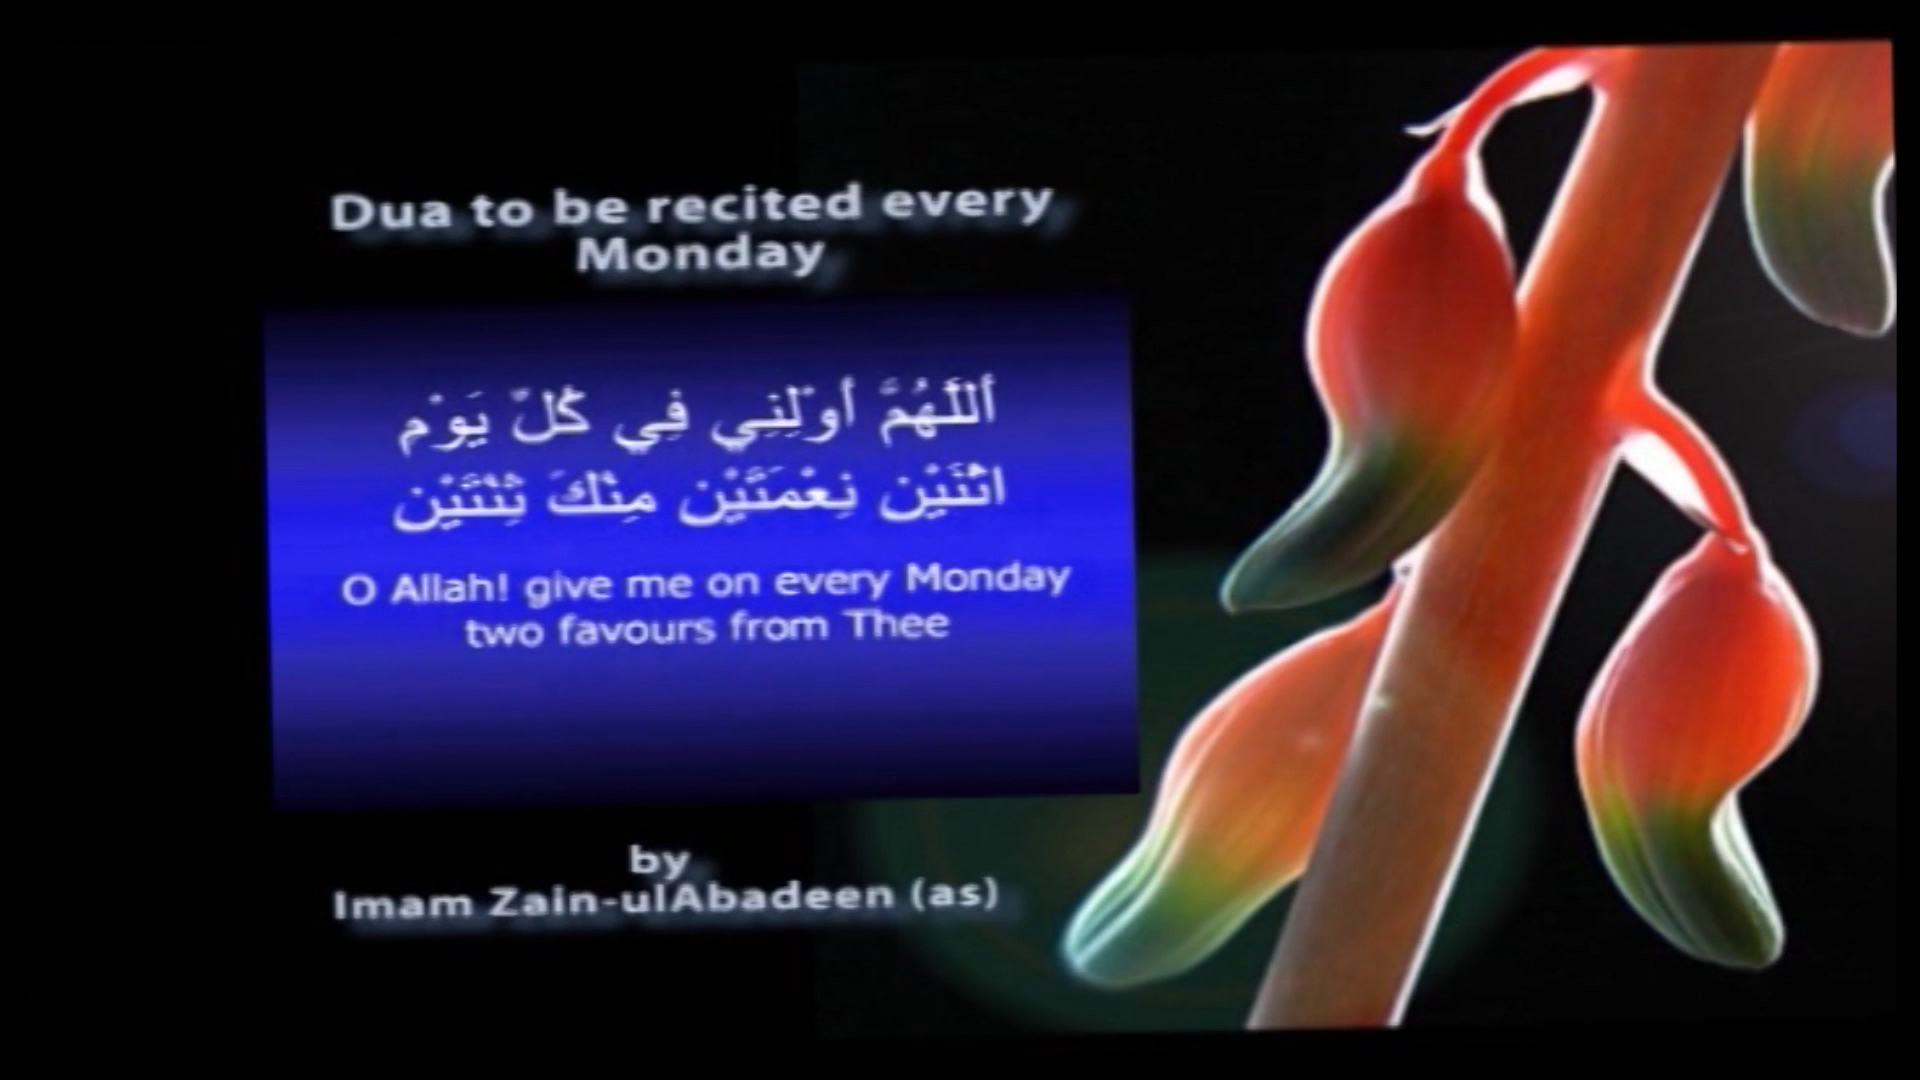 Dua to be recited every
Monday
أَللَّهُمَّ أَوْلِنِي فِي كُلِّ يَوْم
اثْنَيْنِ نِعْمَتَيْنِ مِنْكَ ثِنْتَيْنِ
O Allah! give me on every Monday
two favours from Thee
by
Imam Zain-ulAbadeen (as)